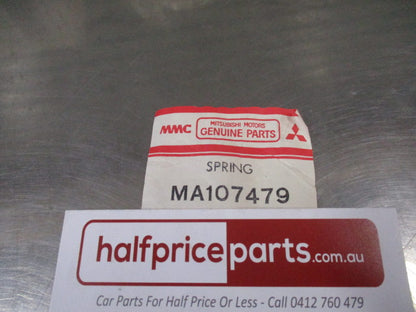 MMC
MITSUBISHI MOTORS
GENUINE PARTS
SPRING
MA107479
halfpriceparts.com.au
Car Parts For Half Price Or Less - Call 0412 760 479